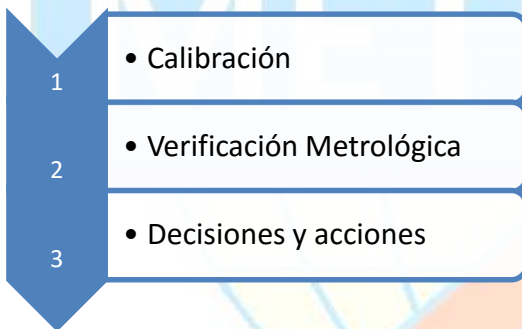 1
• Calibración
2
• Verificación Metrológica
3
• Decisiones y acciones